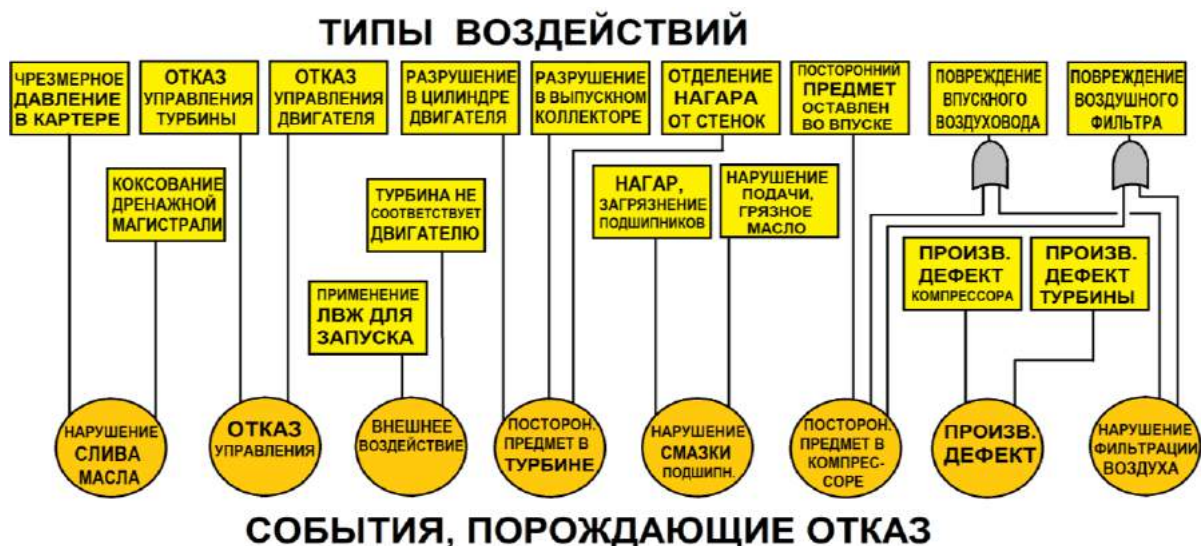 ТИПЫ ВОЗДЕЙСТВИЙ
ЧРЕЗМЕРНОЕ
ДАВЛЕНИЕ
В КАРТЕРЕ
ОТКАЗ
УПРАВЛЕНИЯ
ТУРБИНЫ
ОТКАЗ
УПРАВЛЕНИЯ
ДВИГАТЕЛЯ
РАЗРУШЕНИЕ
В ЦИЛИНДРЕ
ДВИГАТЕЛЯ
РАЗРУШЕНИЕ
В ВЫПУСКНОМ
КОЛЛЕКТОРЕ
ОТДЕЛЕНИЕ
НАГАРА
ОТ СТЕНОК
ПОСТОРОННИЙ
ПРЕДМЕТ
ОСТАВЛЕН
ВО ВПУСКЕ
ПОВРЕЖДЕНИЕ
ВПУСКНОГО
ВОЗДУХОВОДА
ПОВРЕЖДЕНИЕ
ВОЗДУШНОГО
ФИЛЬТРА
КОКСОВАНИЕ
ДРЕНАЖНОЙ
МАГИСТРАЛИ
ТУРБИНА НЕ
СООТВЕТСТВУЕТ
ДВИГАТЕЛЮ
НАГАР,
ЗАГРЯЗНЕНИЕ
ПОДШИПНИКОВ
НАРУШЕНИЕ
ПОДАЧИ,
ГРЯЗНОЕ
МАСЛО
ПРИМЕНЕНИЕ
ЛВЖ ДЛЯ
ЗАПУСКА
ПРОИЗВ.
ДЕФЕКТ
КОМПРЕССОРА
ПРОИЗВ.
ДЕФЕКТ
ТУРБИНЫ
НАРУШЕНИЕ
СЛИВА
МАСЛА
ОТКАЗ
УПРАВЛЕНИЯ
ВНЕШНЕЕ
ВОЗДЕЙСТВИЕ
ПОСТОРОН.
ПРЕДМЕТ В
ТУРБИНЕ
НАРУШЕНИЕ
СМАЗКИ
ПОДШИПН.
ПОСТОРОН.
ПРЕДМЕТ В
КОМПРЕС-
СОРЕ
ПРОИЗВ.
ДЕФЕКТ
НАРУШЕНИЕ
ФИЛЬТРАЦИИ
ВОЗДУХА
СОБЫТИЯ, ПОРОЖДАЮЩИЕ ОТКАЗ